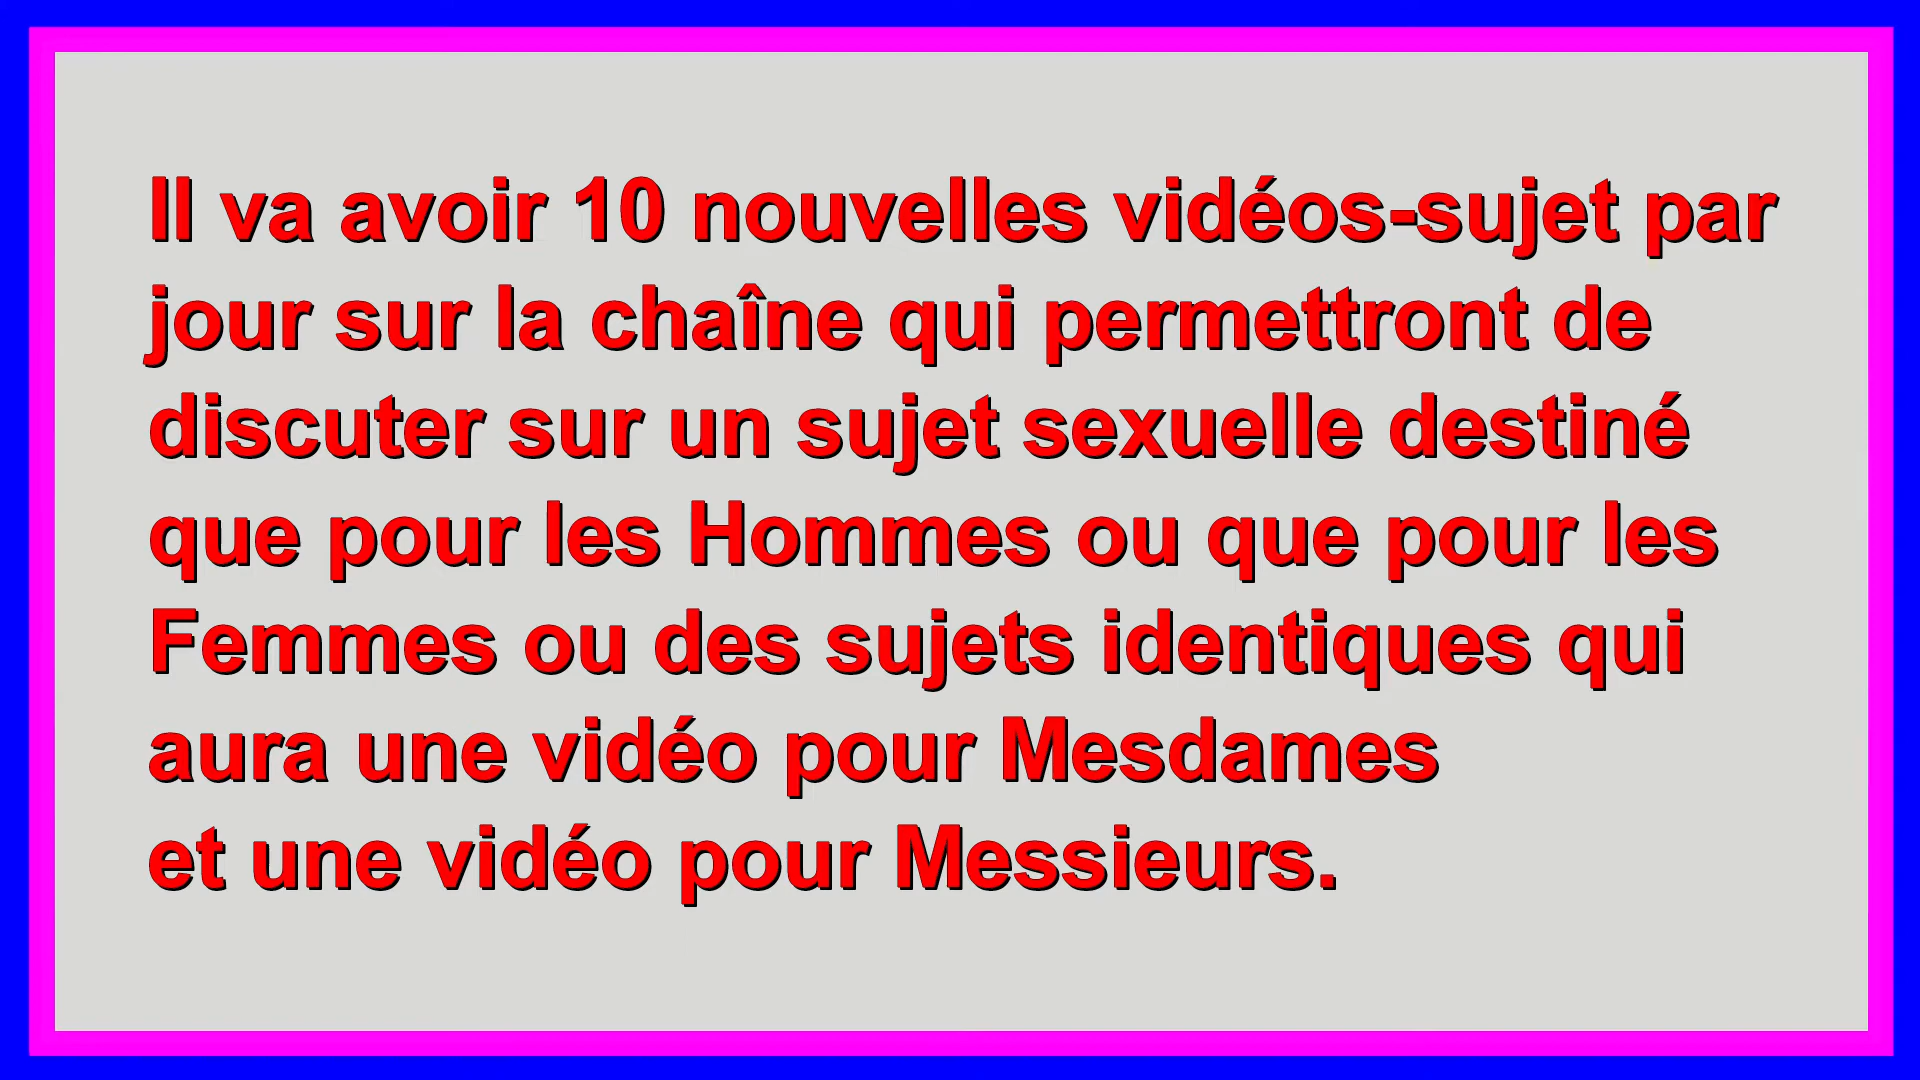 Il va avoir 10 nouvelles vidéos-sujet par
jour sur la chaîne qui permettront de
discuter sur un sujet sexuelle destiné
que pour les Hommes ou que pour les
Femmes ou des sujets identiques qui
aura une vidéo pour Mesdames
et une vidéo pour Messieurs.